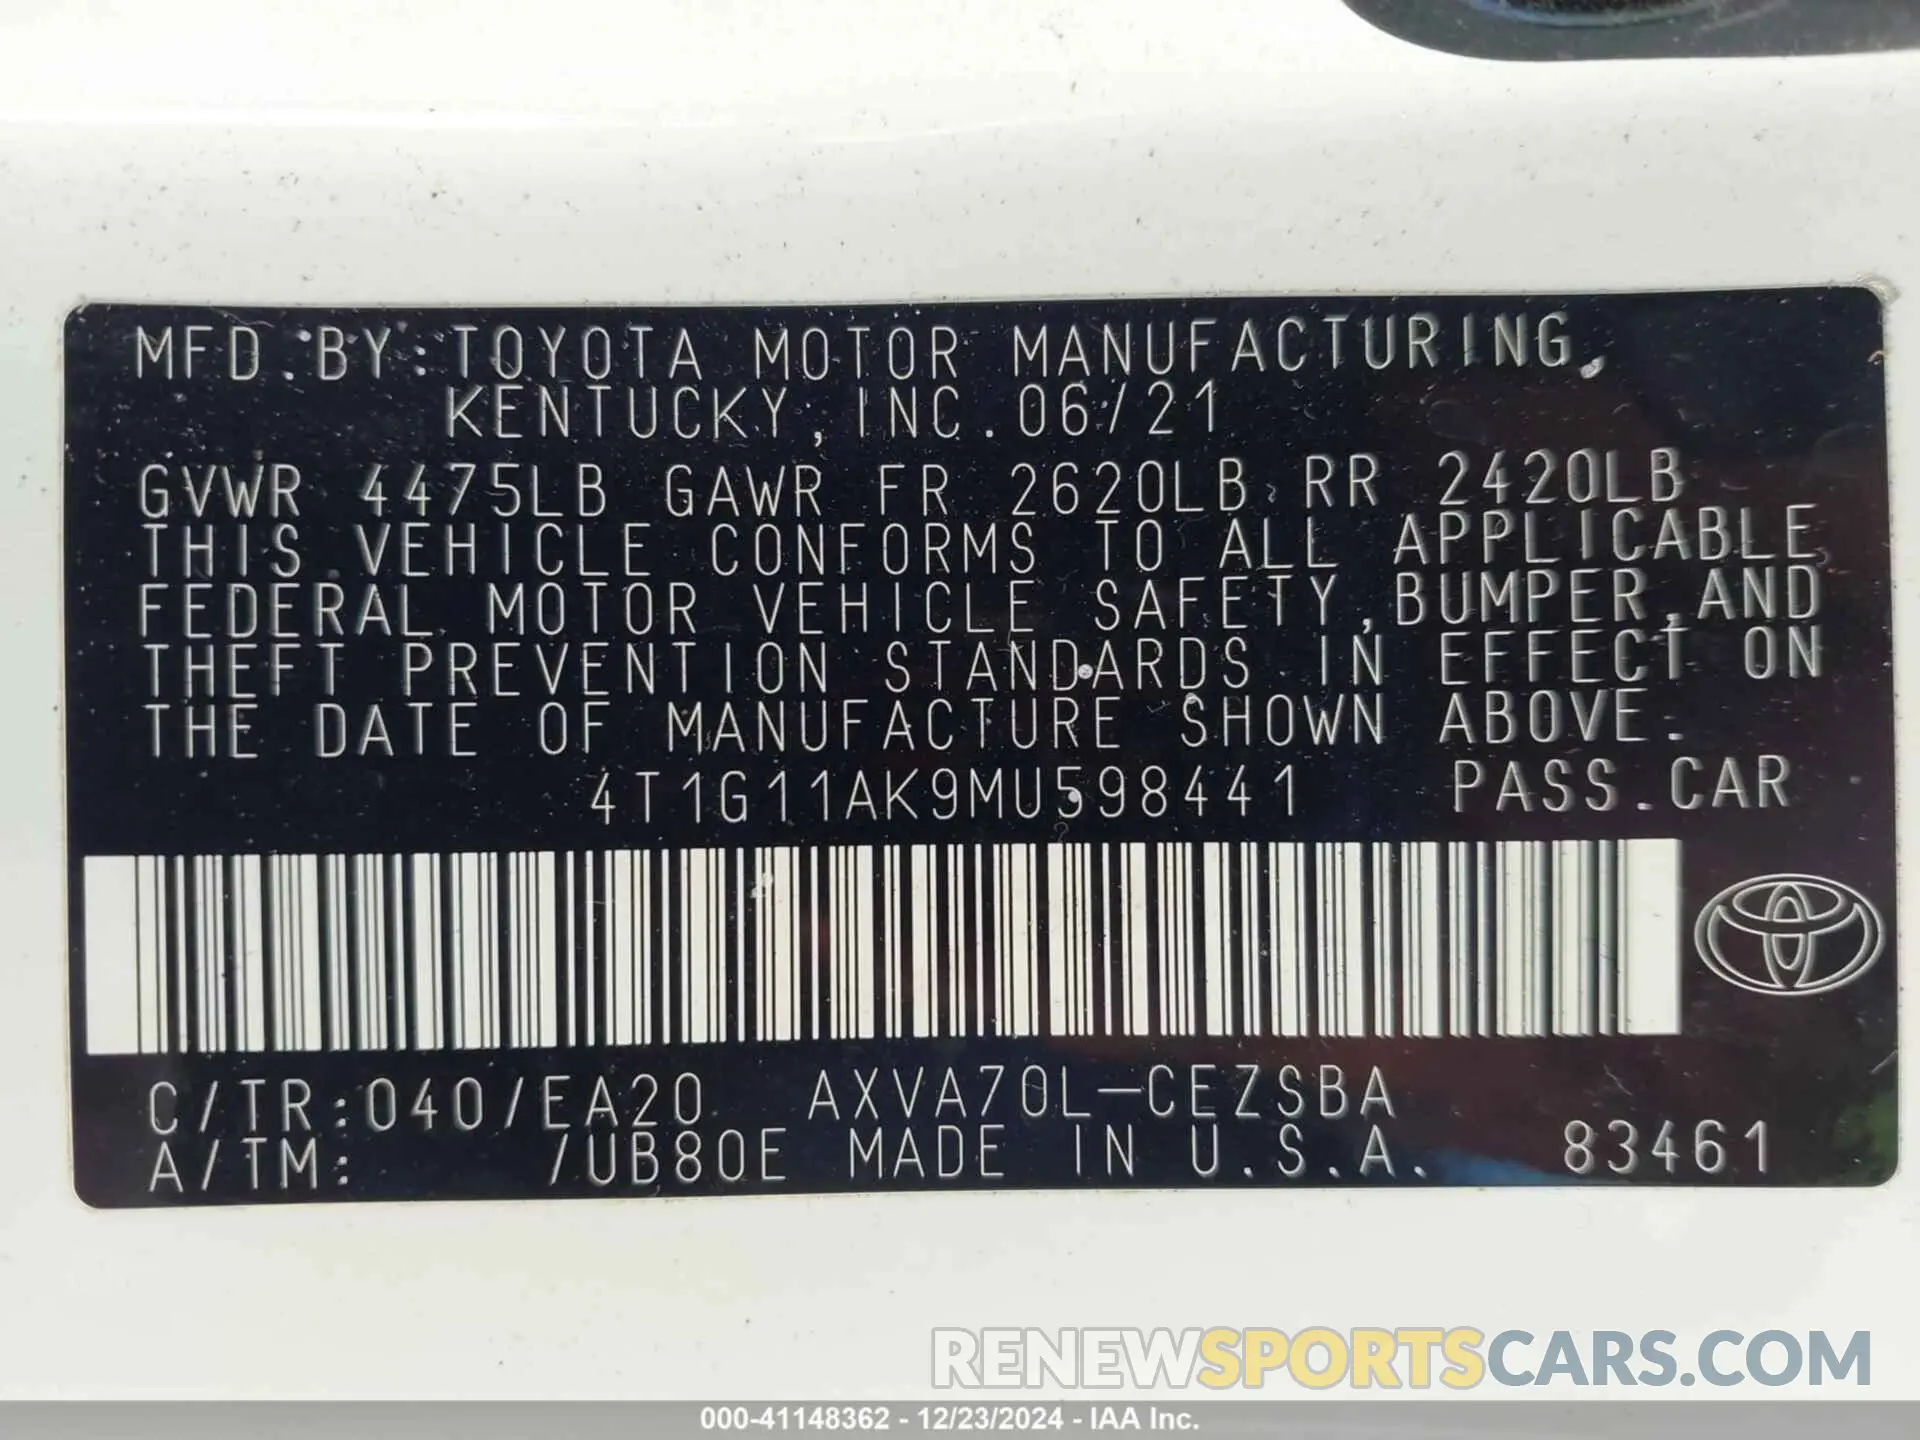 MFD.BY:TOYOTA MOTOR MANUFACTURING,
KENTUCKY, INC. 06/21
GVWR 4475LB GAWR FR 2620LB RR 2420LB
THIS VEHICLE CONFORMS TO ALL APPLICABLE
FEDERAL MOTOR VEHICLE SAFETY,BUMPER,AND
THEFT PREVENTION STANDARDS IN EFFECT ON
THE DATE OF MANUFACTURE SHOWN ABOVE.
4T1G11AK9MU598441 PASS.CAR
C/TR:040/EA20 AXVA70L-CEZSBA
A/TM: /UB80E MADE IN U.S.A. 83461
RENEWSPORTSCARS.COM
000-41148362 - 12/23/2024 - IAA Inc.